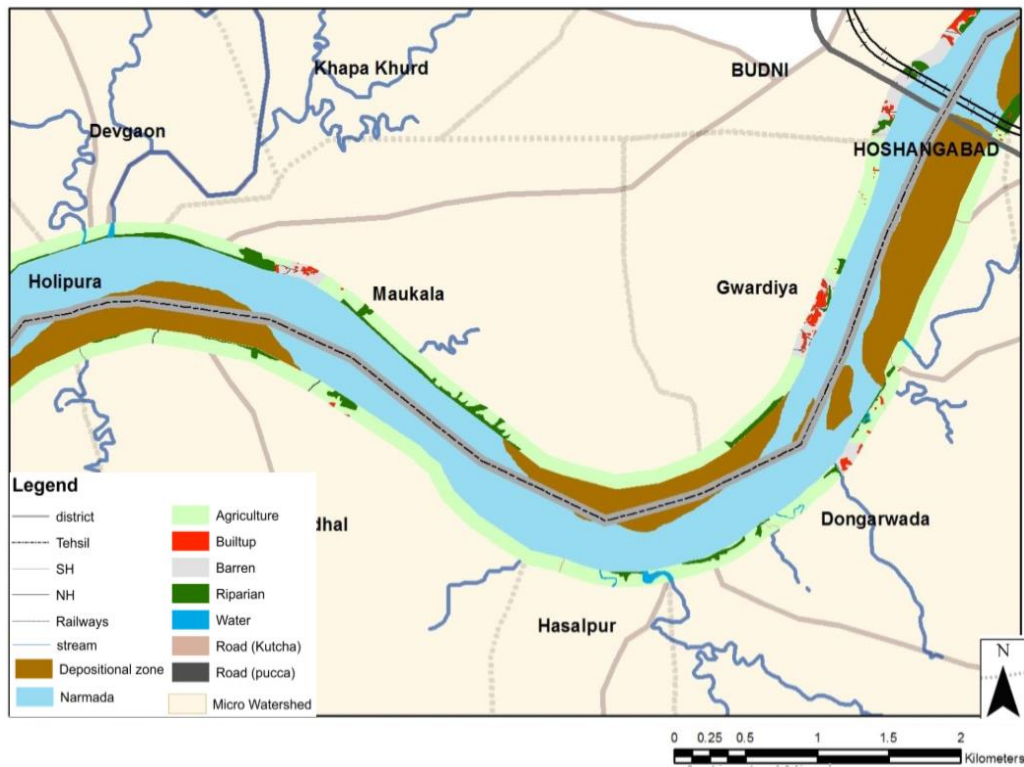 Khapa Khurd
BUDNI
Devgaon
HOSHANGABAD
Holipura
Maukala
Gwardiya
dhal
Dongarwada
Hasalpur
Legend
district
Tehsil
SH
NH
Railways
stream
Depositional zone
Narmada
Agriculture
Builtup
Barren
Riparian
Water
Road (Kutcha)
Road (pucca)
Micro Watershed
N
0 0.25 0.5 1 1.5 2
Kilometers